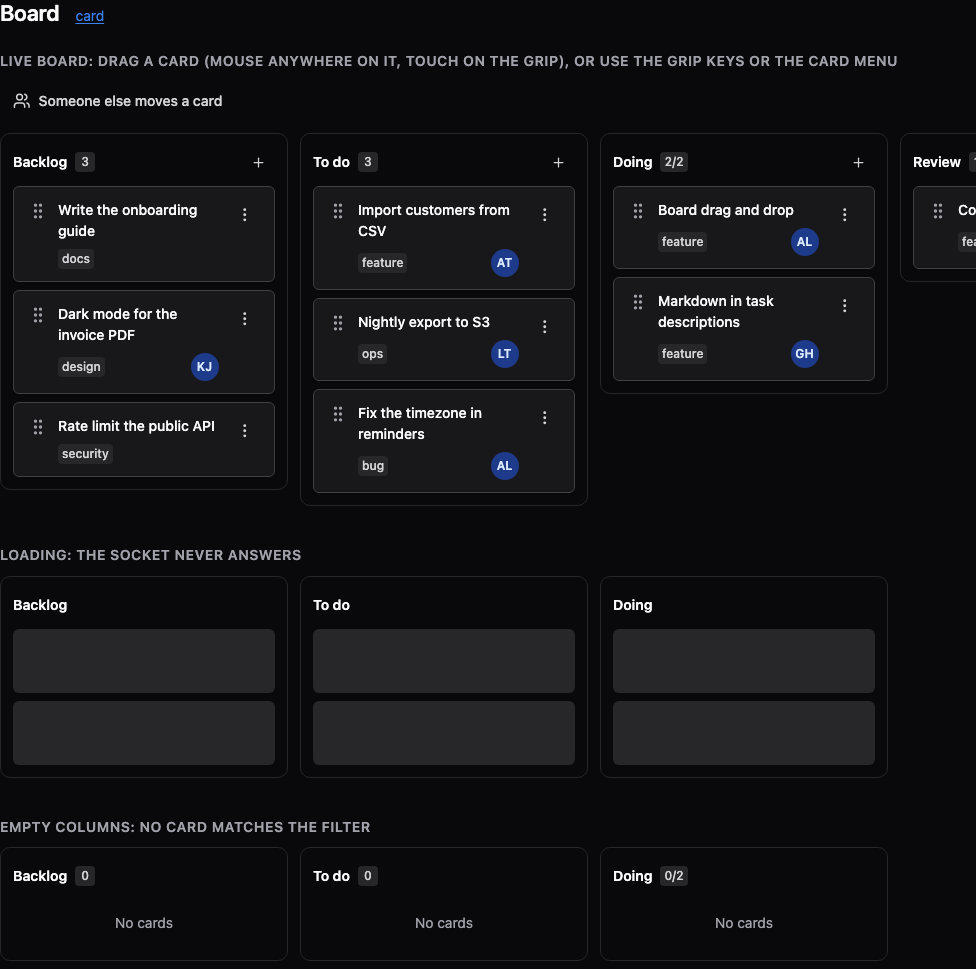 Board card
LIVE BOARD: DRAG A CARD (MOUSE ANYWHERE ON IT, TOUCH ON THE GRIP), OR USE THE GRIP KEYS OR THE CARD MENU
Someone else moves a card
Backlog 3
Write the onboarding
guide
docs
Dark mode for the
invoice PDF
design KJ
Rate limit the public API
security
To do 3
Import customers from
CSV
feature AT
Nightly export to S3
ops LT
Fix the timezone in
reminders
bug AL
Doing 2/2
Board drag and drop
feature AL
Markdown in task
descriptions
feature GH
Review
Co
fea
LOADING: THE SOCKET NEVER ANSWERS
Backlog
To do
Doing
EMPTY COLUMNS: NO CARD MATCHES THE FILTER
Backlog 0
No cards
To do 0
No cards
Doing 0/2
No cards